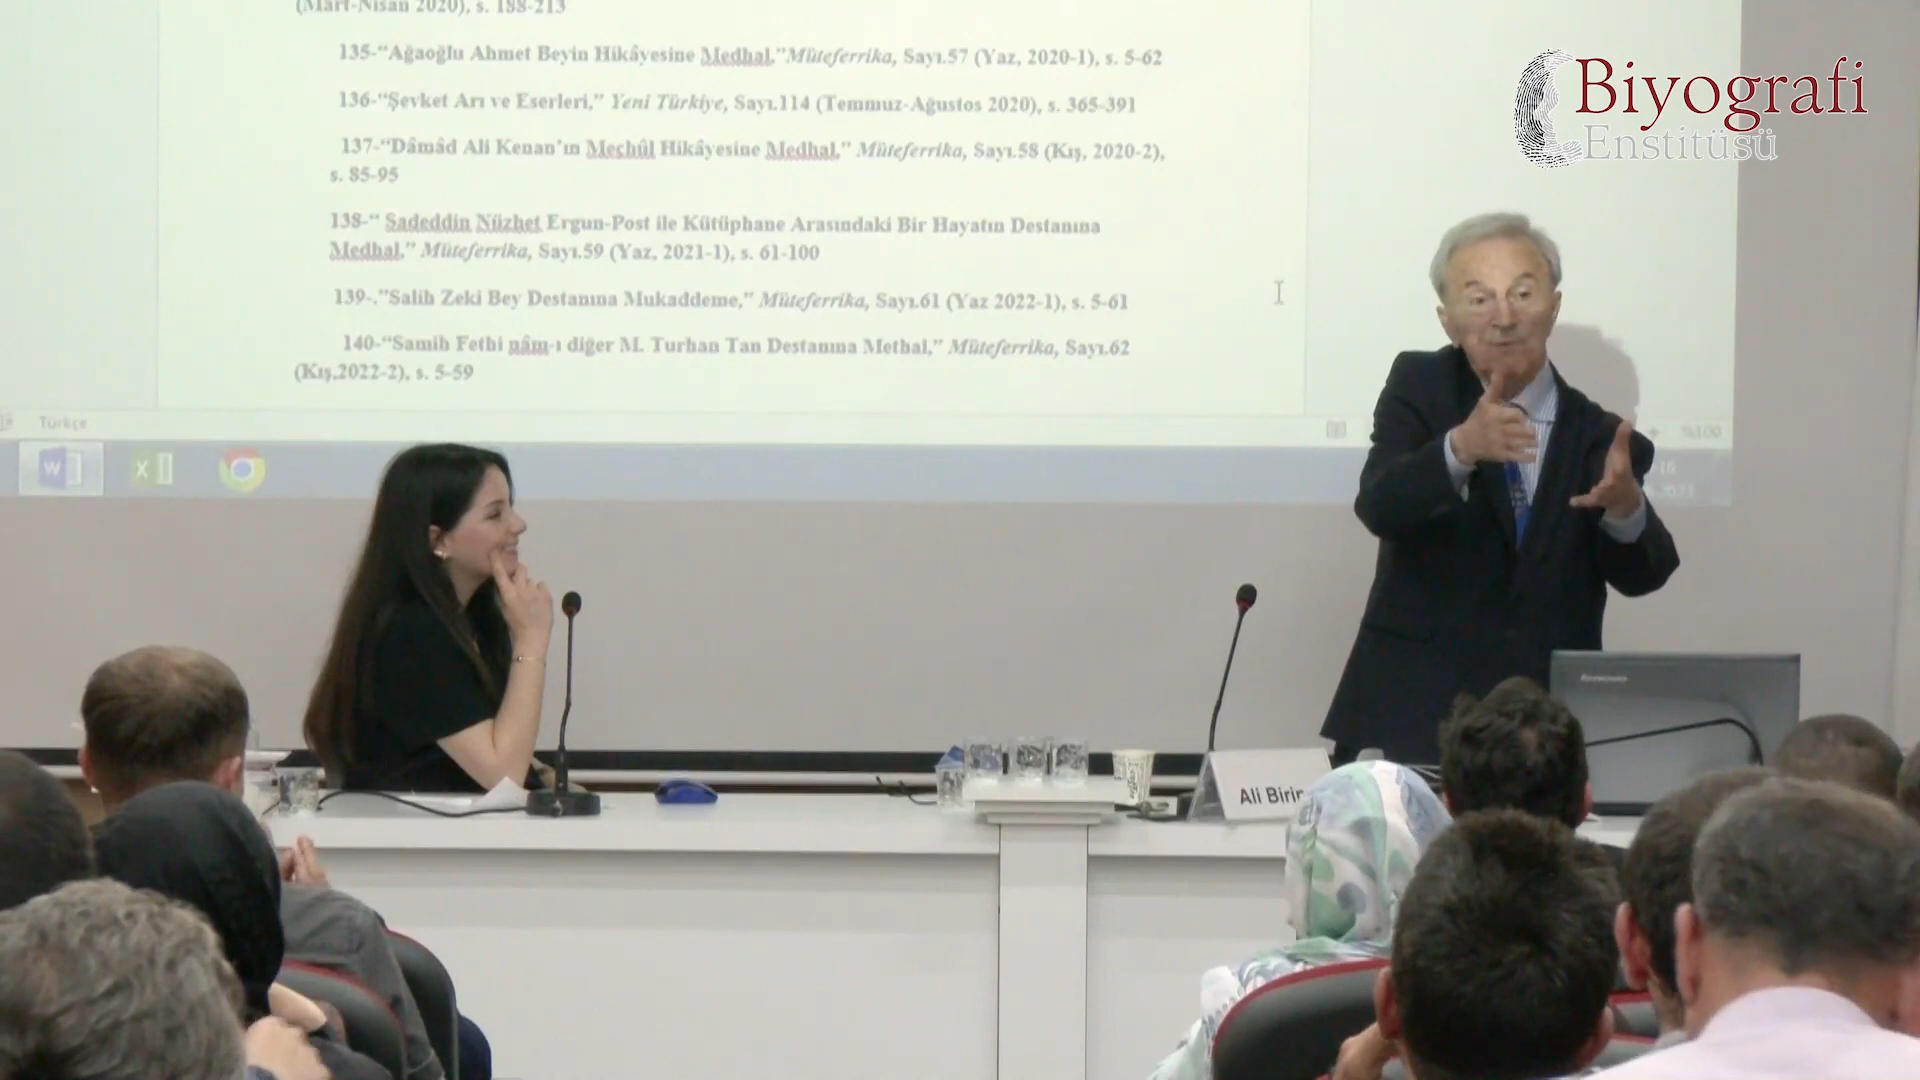 (Mart-Nisan 2020), s. 188-213
135-“Ağaoğlu Ahmet Beyin Hikâyesine Medhal,”Müteferrika, Sayı.57 (Yaz, 2020-1), s. 5-62
136-“Şevket Arı ve Eserleri,” Yeni Türkiye, Sayı.114 (Temmuz-Ağustos 2020), s. 365-391
137-“Dâmâd Ali Kenan’ın Meçhûl Hikâyesine Medhal,” Müteferrika, Sayı.58 (Kış, 2020-2),
s. 85-95
138-“ Sadeddin Nüzhet Ergun-Post ile Kütüphane Arasındaki Bir Hayatın Destanına
Medhal,” Müteferrika, Sayı.59 (Yaz, 2021-1), s. 61-100
139-.”Salih Zeki Bey Destanına Mukaddeme,” Müteferrika, Sayı.61 (Yaz 2022-1), s. 5-61
140-“Samih Fethi nâm-ı diğer M. Turhan Tan Destanına Methal,” Müteferrika, Sayı.62
(Kış,2022-2), s. 5-59
Türkçe
%100
Biyografi
Enstitüsü
Ali Birin
lenovo